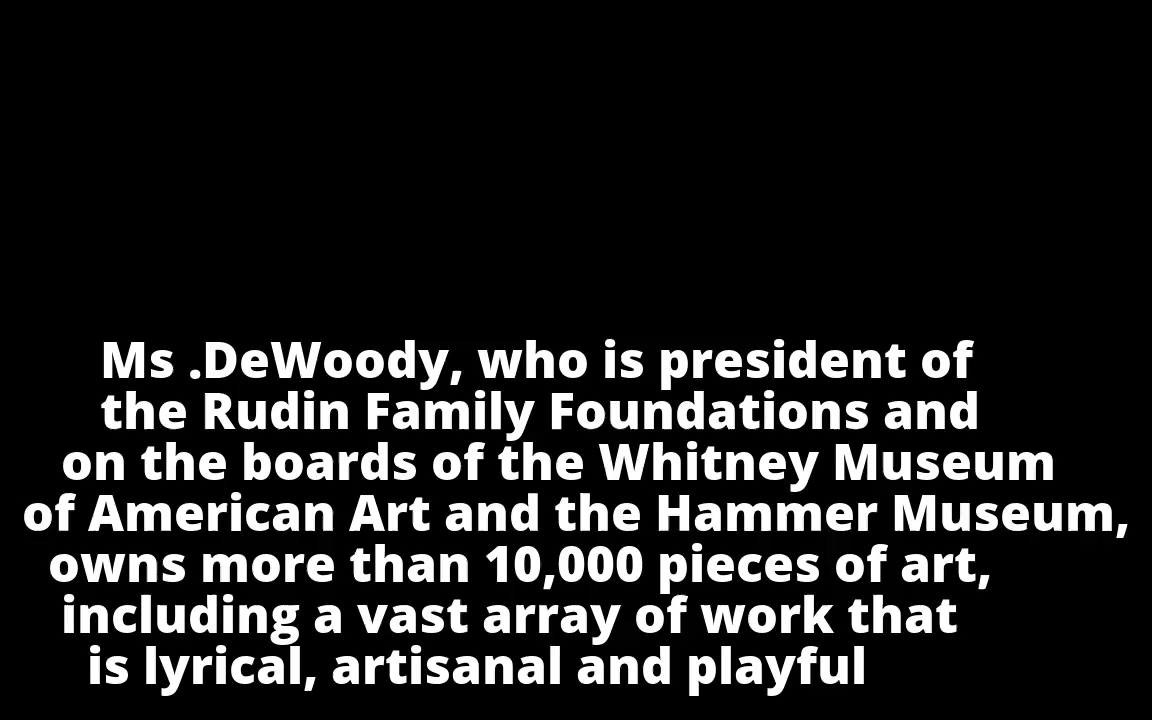 Ms .DeWoody, who is president of
the Rudin Family Foundations and
on the boards of the Whitney Museum
of American Art and the Hammer Museum,
owns more than 10,000 pieces of art,
including a vast array of work that
is lyrical, artisanal and playful